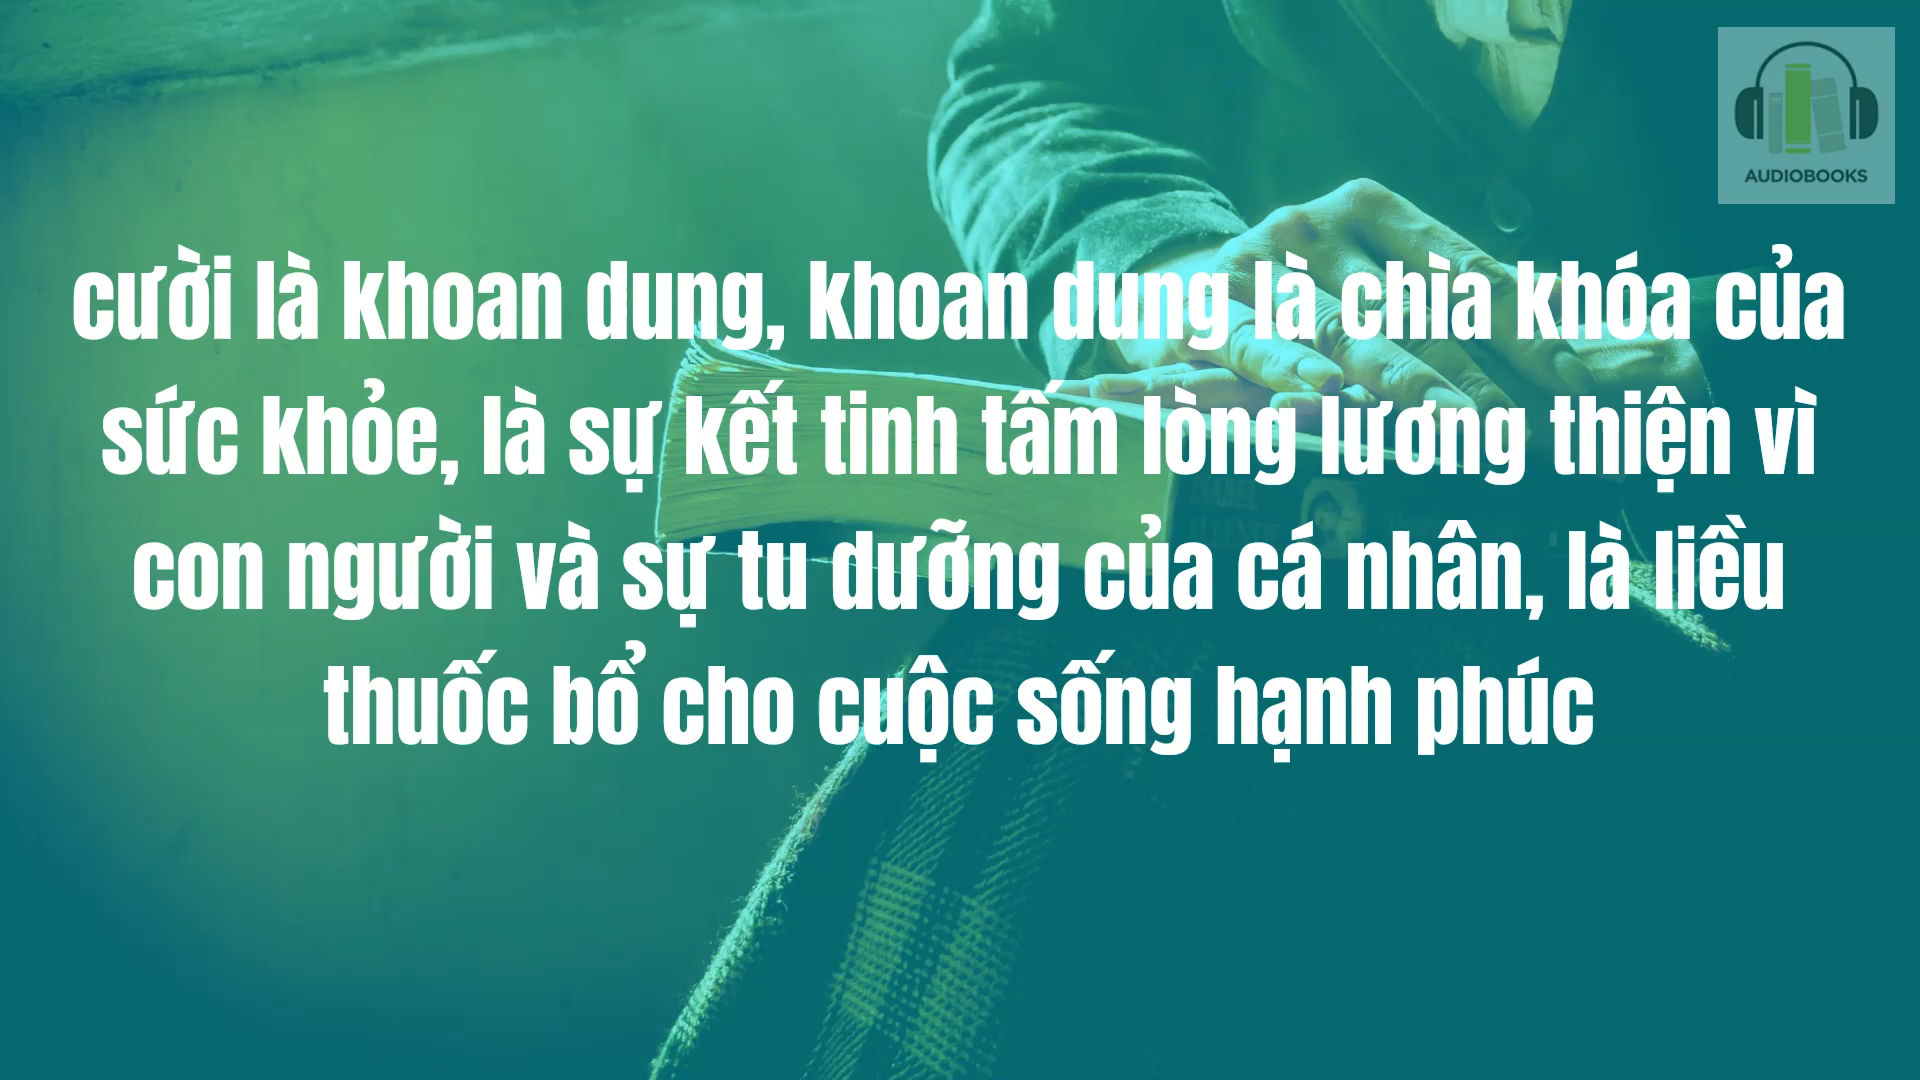 AUDIOBOOKS
cười là khoan dung, khoan dung là chìa khóa của
sức khỏe, là sự kết tinh tấm lòng lương thiện vì
con người và sự tu dưỡng của cá nhân, là liều
thuốc bổ cho cuộc sống hạnh phúc
ISABEL
ALLENDE